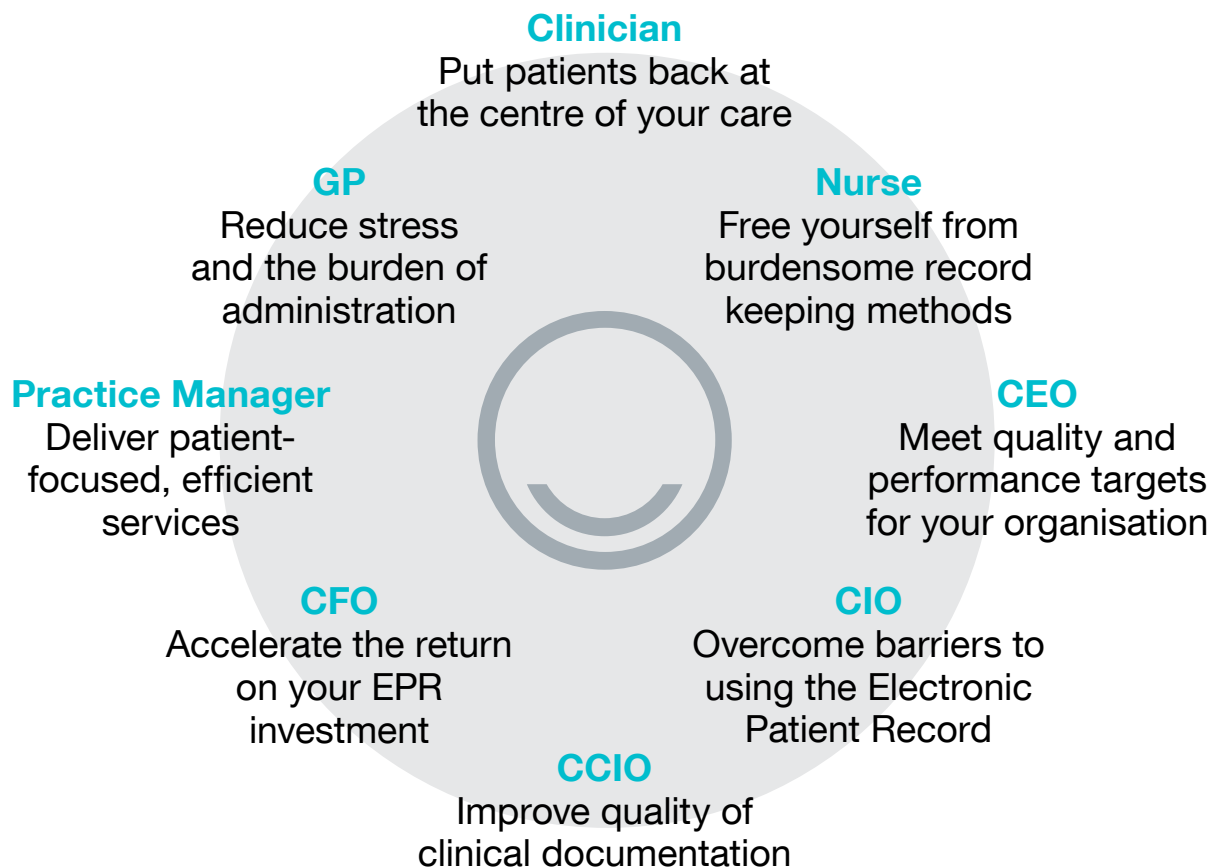 Clinician
Put patients back at
the centre of your care
GP
Reduce stress
and the burden of
administration
Nurse
Free yourself from
burdensome record
keeping methods
Practice Manager
Deliver patient-
focused, efficient
services
CEO
Meet quality and
performance targets
for your organisation
CFO
Accelerate the return
on your EPR
investment
CIO
Overcome barriers to
using the Electronic
Patient Record
CCIO
Improve quality of
clinical documentation